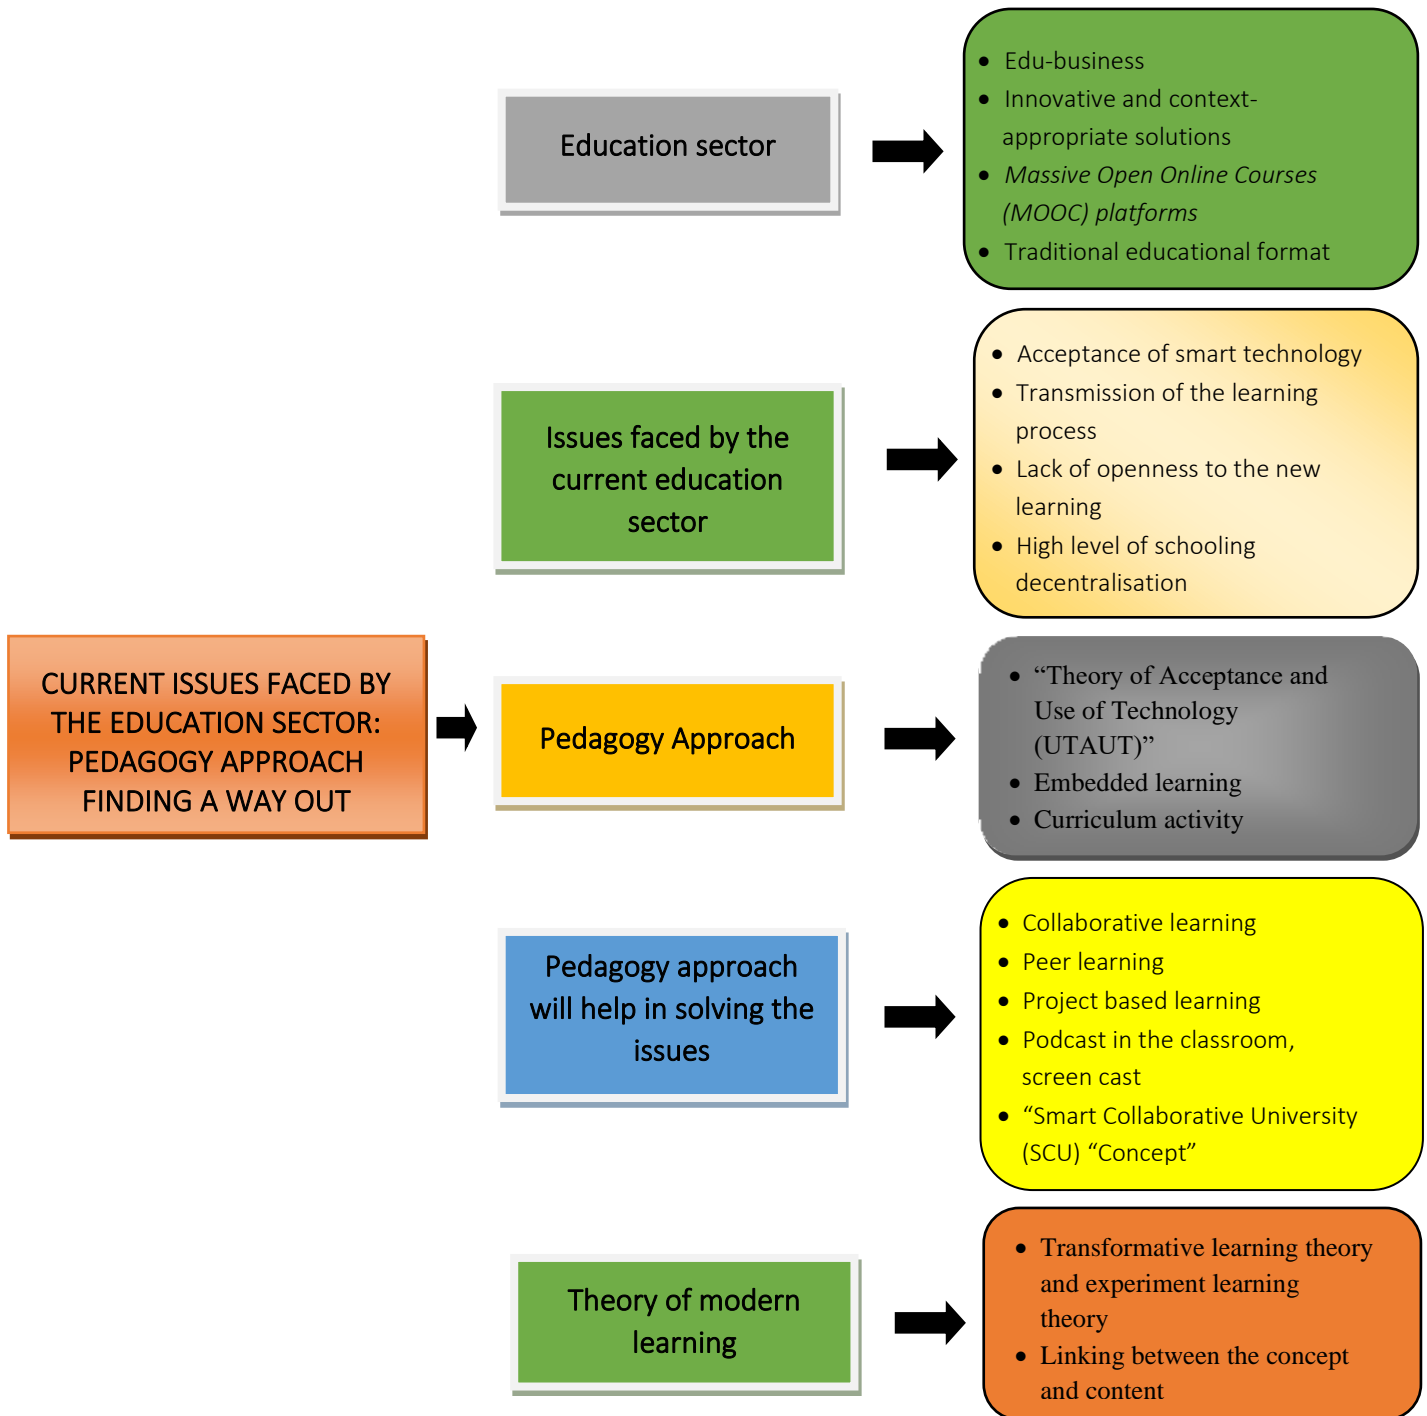 Education sector
• Edu-business
• Innovative and context-
appropriate solutions
• Massive Open Online Courses
(MOOC) platforms
• Traditional educational format
Issues faced by the
current education
sector
• Acceptance of smart technology
• Transmission of the learning
process
• Lack of openness to the new
learning
• High level of schooling
decentralisation
CURRENT ISSUES FACED BY
THE EDUCATION SECTOR:
PEDAGOGY APPROACH
FINDING A WAY OUT
Pedagogy Approach
• “Theory of Acceptance and
Use of Technology
(UTAUT)”
• Embedded learning
• Curriculum activity
Pedagogy approach
will help in solving the
issues
• Collaborative learning
• Peer learning
• Project based learning
• Podcast in the classroom,
screen cast
• “Smart Collaborative University
(SCU) “Concept”
Theory of modern
learning
• Transformative learning theory
and experiment learning
theory
• Linking between the concept
and content